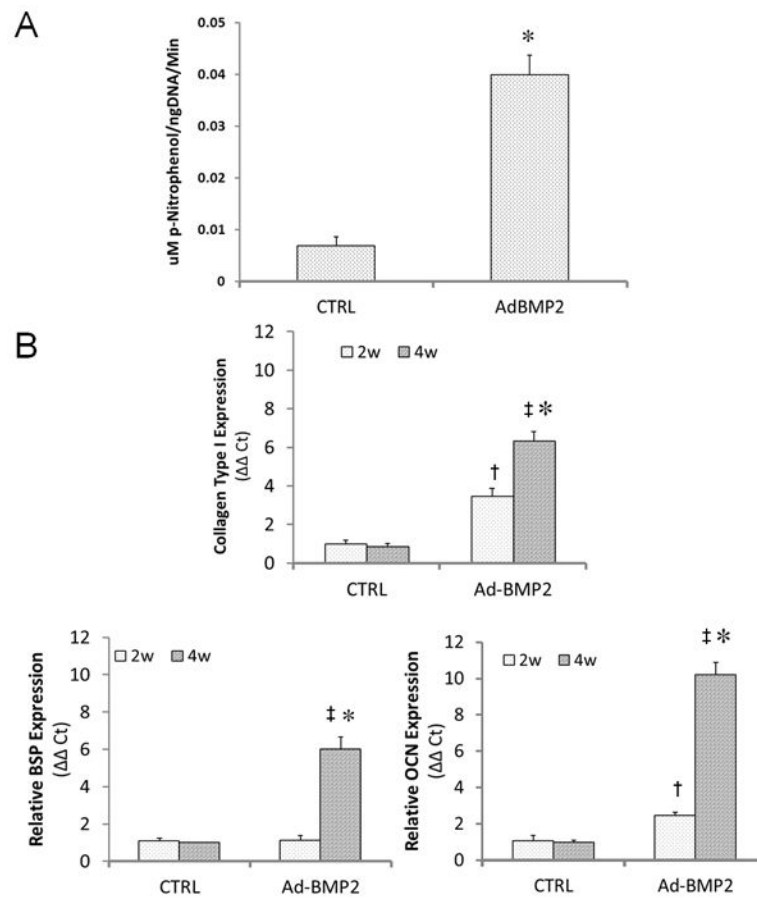 A
uM p-Nitrophenol/ngDNA/Min
0.05
0.04
0.03
0.02
0.01
0
*
CTRL
AdBMP2
B
Collagen Type I Expression
(ΔΔ Ct)
12
10
8
6
4
2
0
2w
4w
†
‡ *
CTRL
Ad-BMP2
Relative BSP Expression
(ΔΔ Ct)
12
10
8
6
4
2
0
2w
4w
‡ *
CTRL
Ad-BMP2
Relative OCN Expression
(ΔΔ Ct)
12
10
8
6
4
2
0
2w
4w
†
‡ *
CTRL
Ad-BMP2